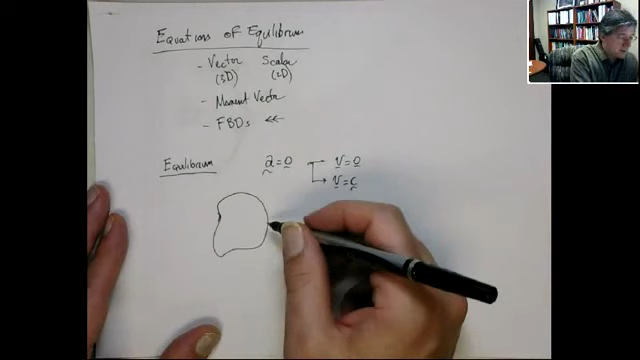 Equations of Equilibrium
- Vector Scalar
(3D) (2D)
- Moment Vector
- FBDs <<
Equilibrium a = 0 v = 0
v = c